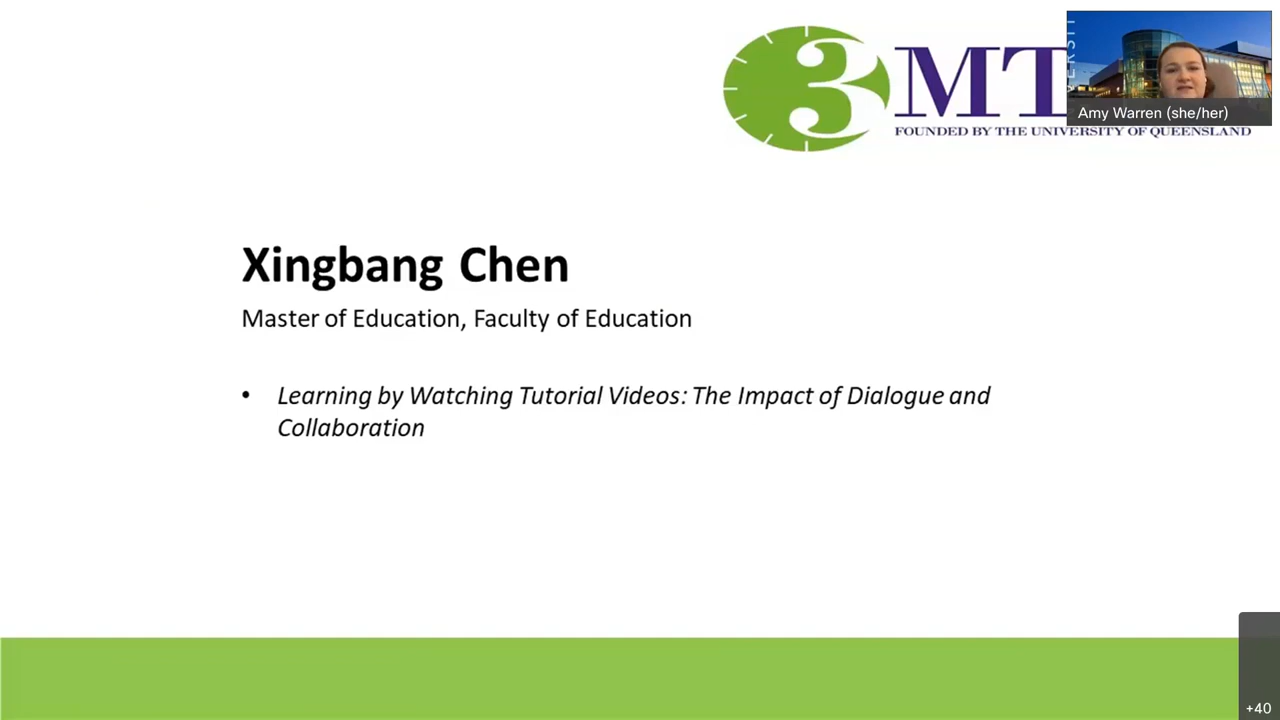 3MT
FOUNDED BY THE UNIVERSITY OF QUEENSLAND
Amy Warren (she/her)
Xingbang Chen
Master of Education, Faculty of Education
• Learning by Watching Tutorial Videos: The Impact of Dialogue and
Collaboration
+40